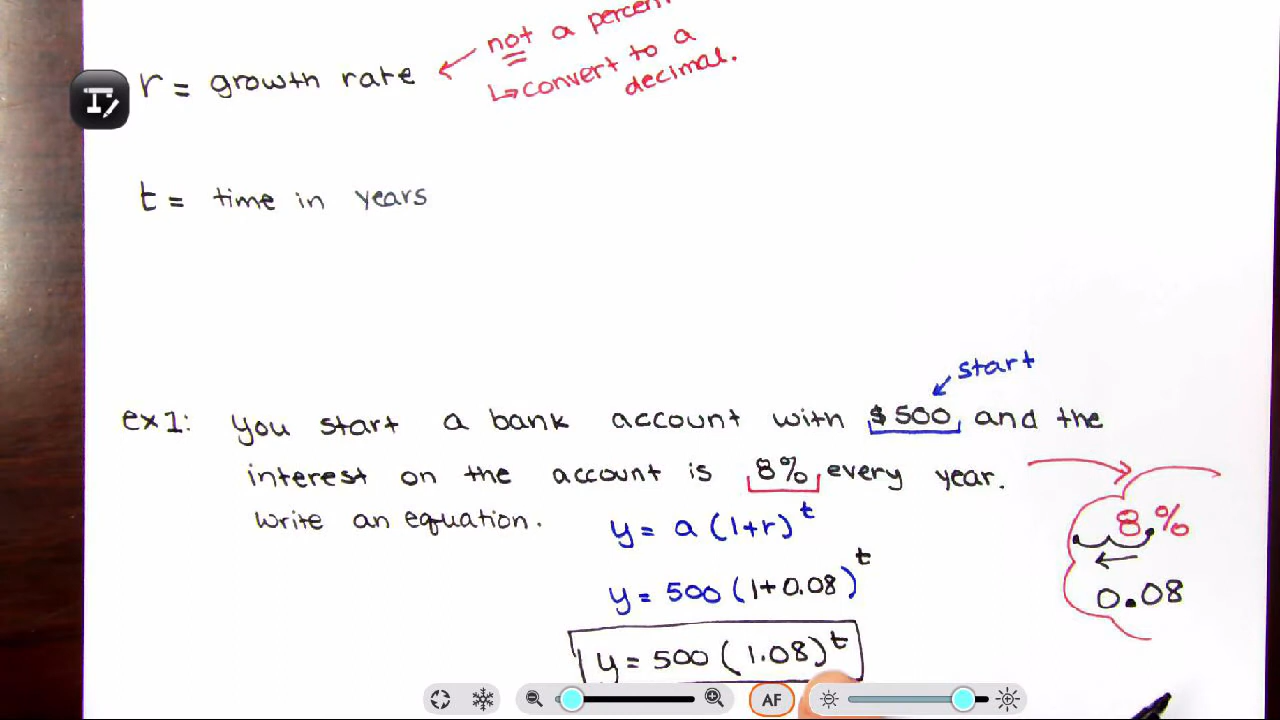 not a percent
r = growth rate
↳ convert to a
decimal.
t = time in years
start
ex1: you start a bank account with $500 and the
interest on the account is 8% every year.
write an equation.
y = a(1+r)^t
8.%
y = 500(1+0.08)^t
0.08
y = 500(1.08)^t
AF